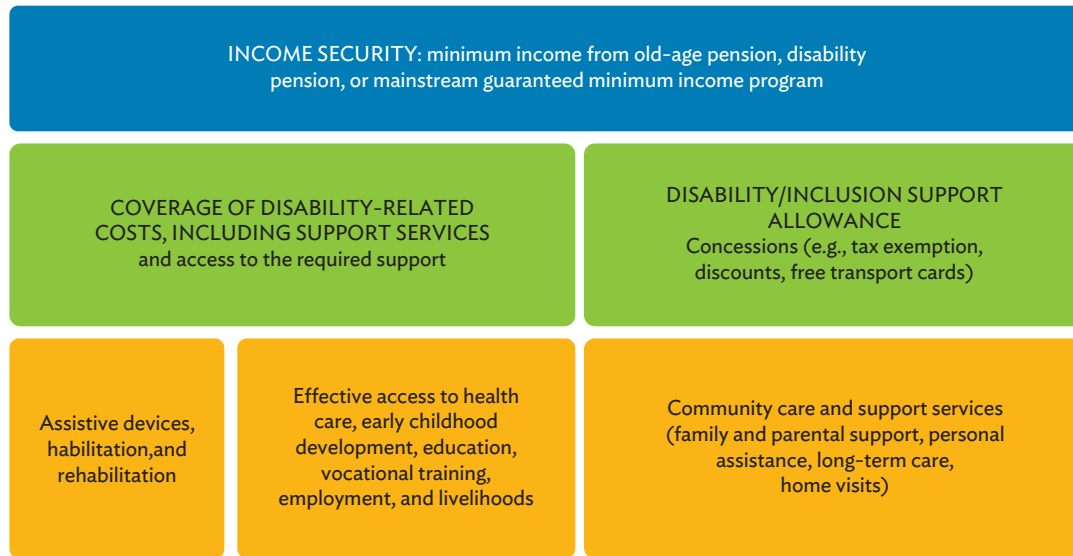 INCOME SECURITY: minimum income from old-age pension, disability
pension, or mainstream guaranteed minimum income program
COVERAGE OF DISABILITY-RELATED
COSTS, INCLUDING SUPPORT SERVICES
and access to the required support
DISABILITY/INCLUSION SUPPORT
ALLOWANCE
Concessions (e.g., tax exemption,
discounts, free transport cards)
Assistive devices,
habilitation,and
rehabilitation
Effective access to health
care, early childhood
development, education,
vocational training,
employment, and livelihoods
Community care and support services
(family and parental support, personal
assistance, long-term care,
home visits)